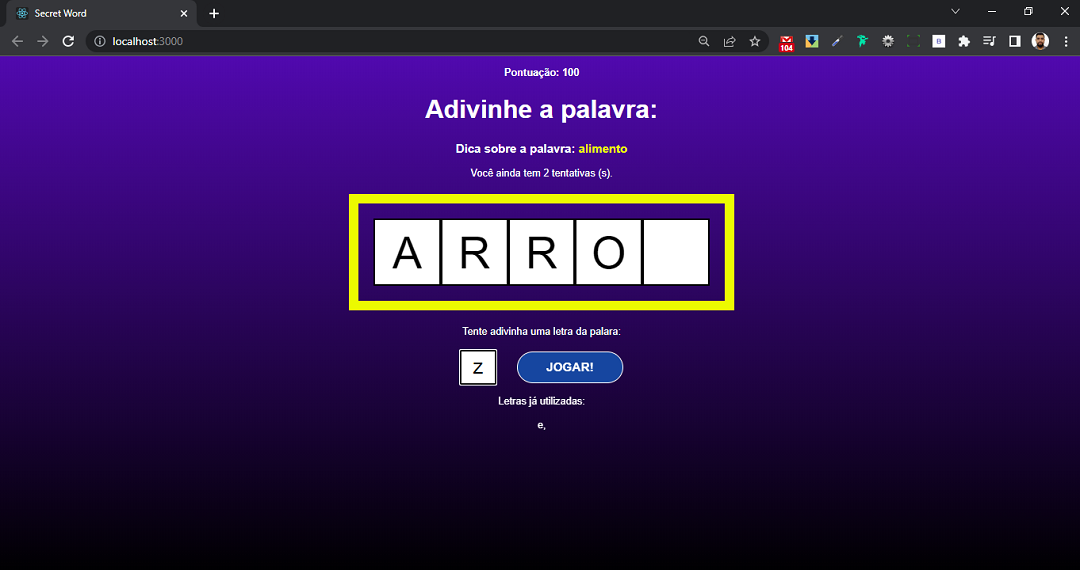 Secret Word
localhost:3000
104
B
Pontuação: 100
Adivinhe a palavra:
Dica sobre a palavra: alimento
Você ainda tem 2 tentativas (s).
A R R O
Tente adivinha uma letra da palara:
z JOGAR!
Letras já utilizadas:
e,